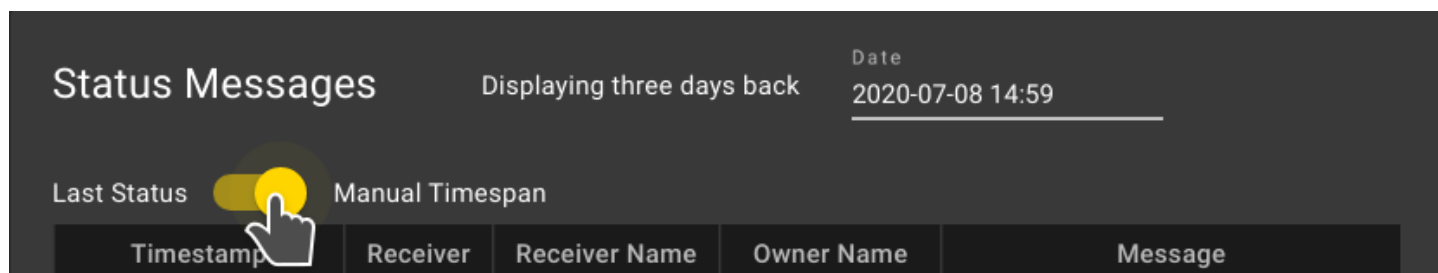 Status Messages
Displaying three days back
Date
2020-07-08 14:59
Last Status
Manual Timespan
Timestamp
Receiver
Receiver Name
Owner Name
Message